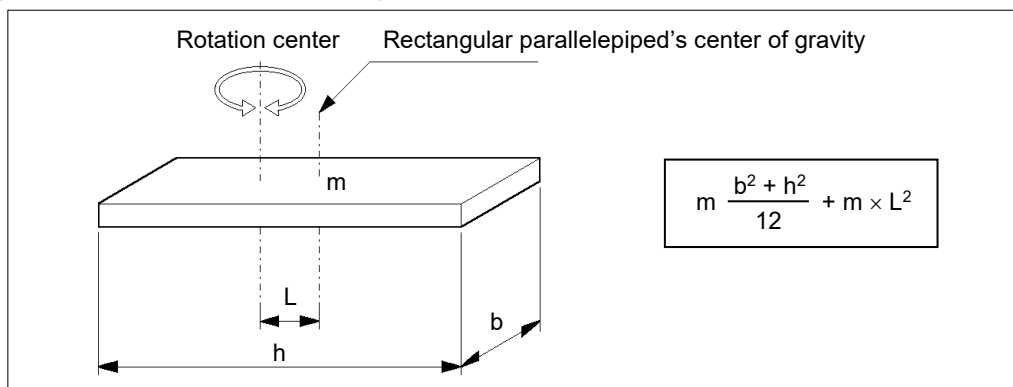 Rotation center
Rectangular parallelepiped’s center of gravity
m
m (b² + h²)/12 + m × L²
L
b
h